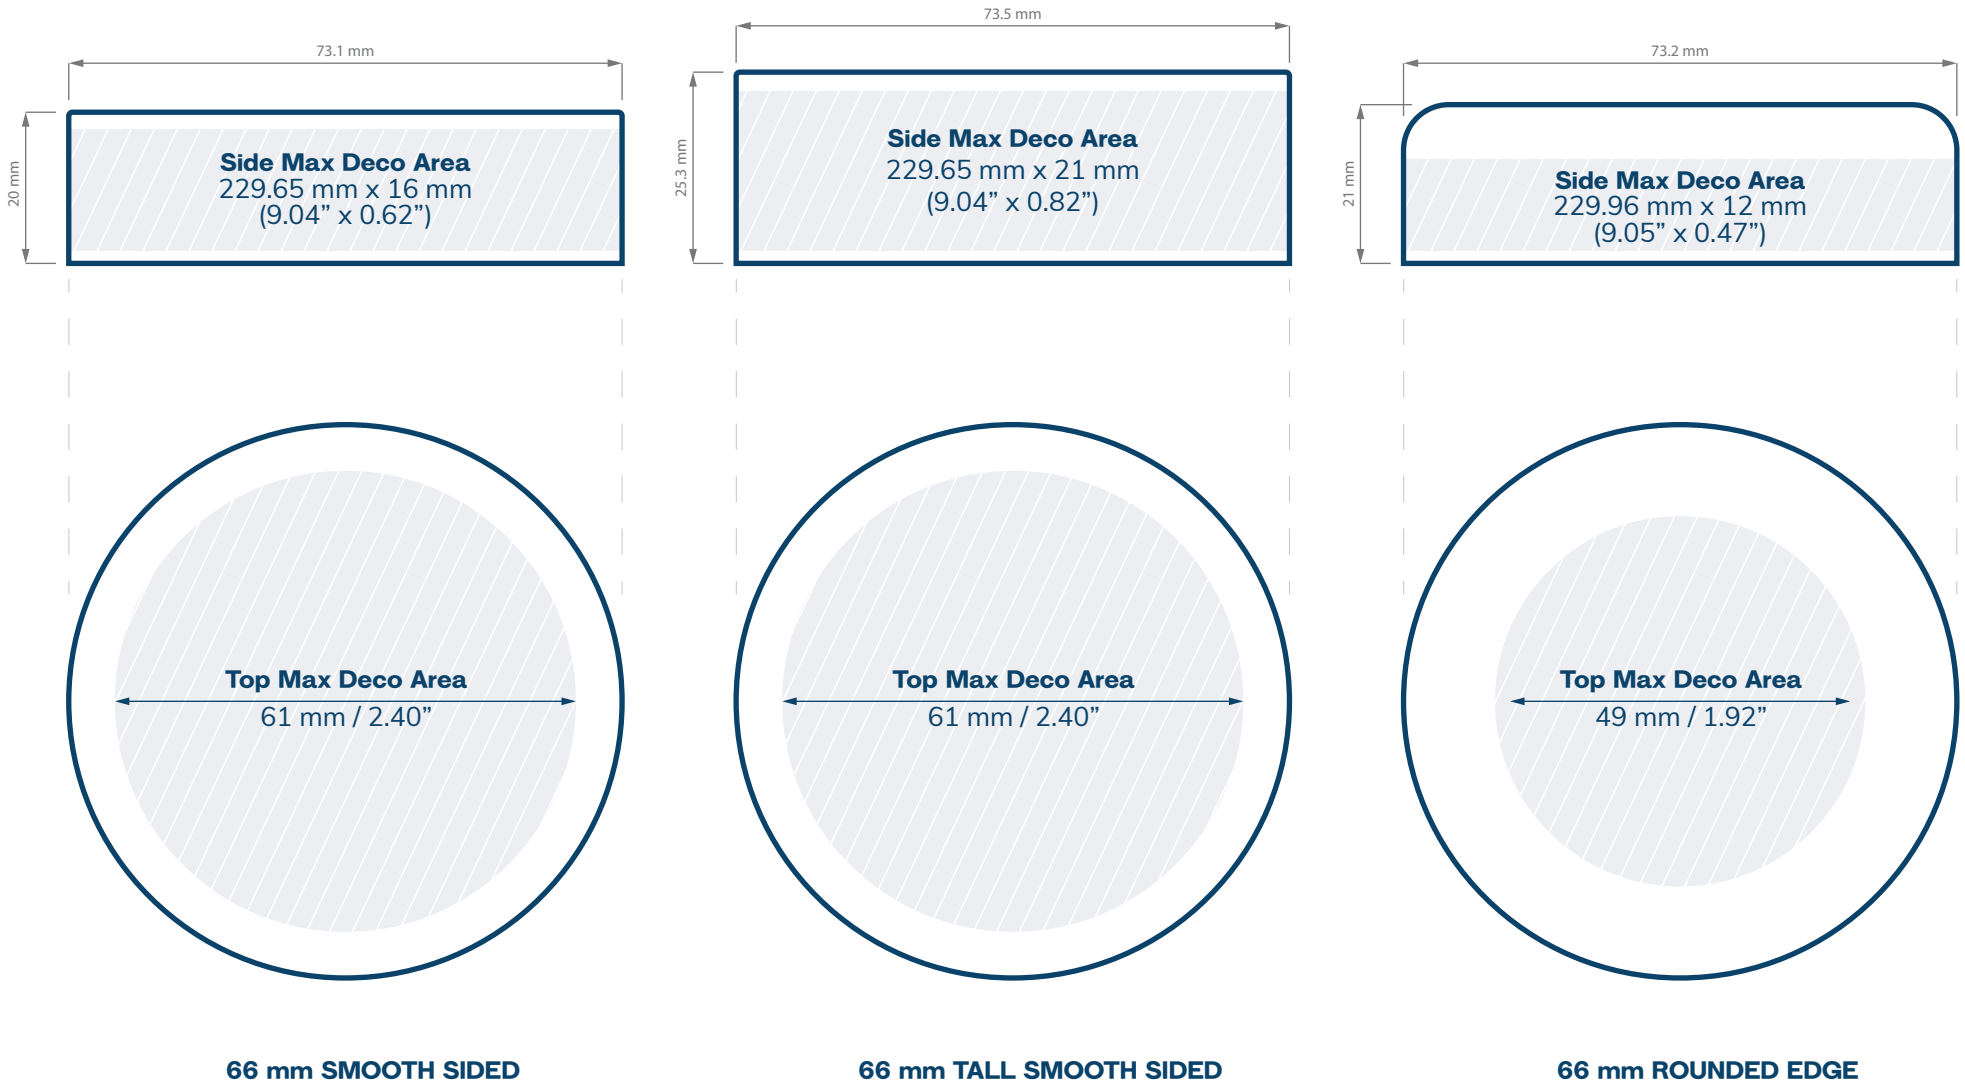 73.1 mm
20 mm
Side Max Deco Area
229.65 mm x 16 mm
(9.04” x 0.62”)
Top Max Deco Area
61 mm / 2.40”
66 mm SMOOTH SIDED
73.5 mm
25.3 mm
Side Max Deco Area
229.65 mm x 21 mm
(9.04” x 0.82”)
Top Max Deco Area
61 mm / 2.40”
66 mm TALL SMOOTH SIDED
73.2 mm
21 mm
Side Max Deco Area
229.96 mm x 12 mm
(9.05” x 0.47”)
Top Max Deco Area
49 mm / 1.92”
66 mm ROUNDED EDGE